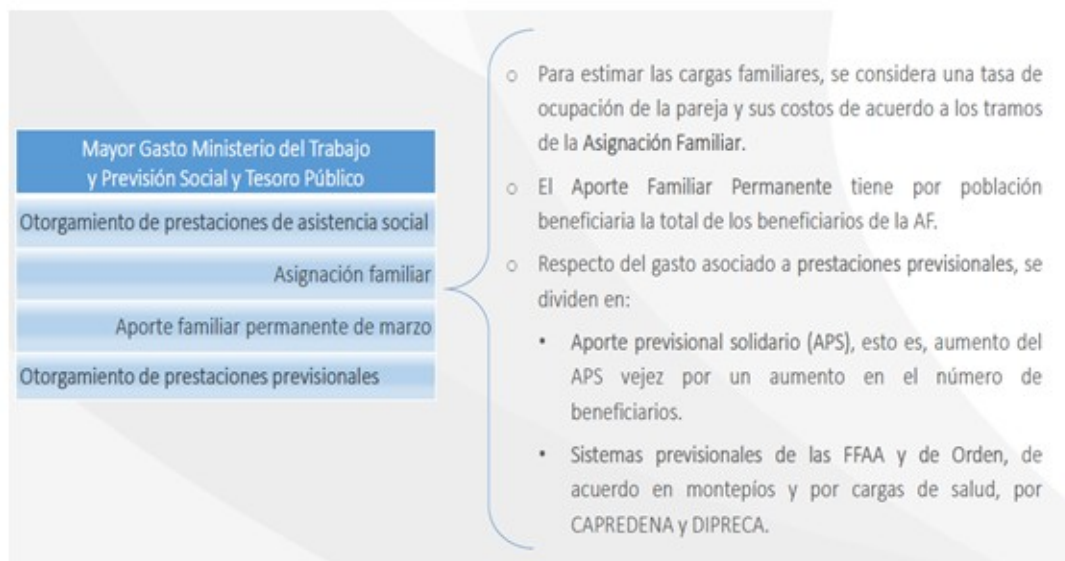 Mayor Gasto Ministerio del Trabajo
y Previsión Social y Tesoro Público
Otorgamiento de prestaciones de asistencia social
Asignación familiar
Aporte familiar permanente de marzo
Otorgamiento de prestaciones previsionales
o Para estimar las cargas familiares, se considera una tasa de
ocupación de la pareja y sus costos de acuerdo a los tramos
de la Asignación Familiar.
o El Aporte Familiar Permanente tiene por población
beneficiaria la total de los beneficiarios de la AF.
o Respecto del gasto asociado a prestaciones previsionales, se
dividen en:
• Aporte previsional solidario (APS), esto es, aumento del
APS vejez por un aumento en el número de
beneficiarios.
• Sistemas previsionales de las FFAA y de Orden, de
acuerdo en montepíos y por cargas de salud, por
CAPREDENA y DIPRECA.